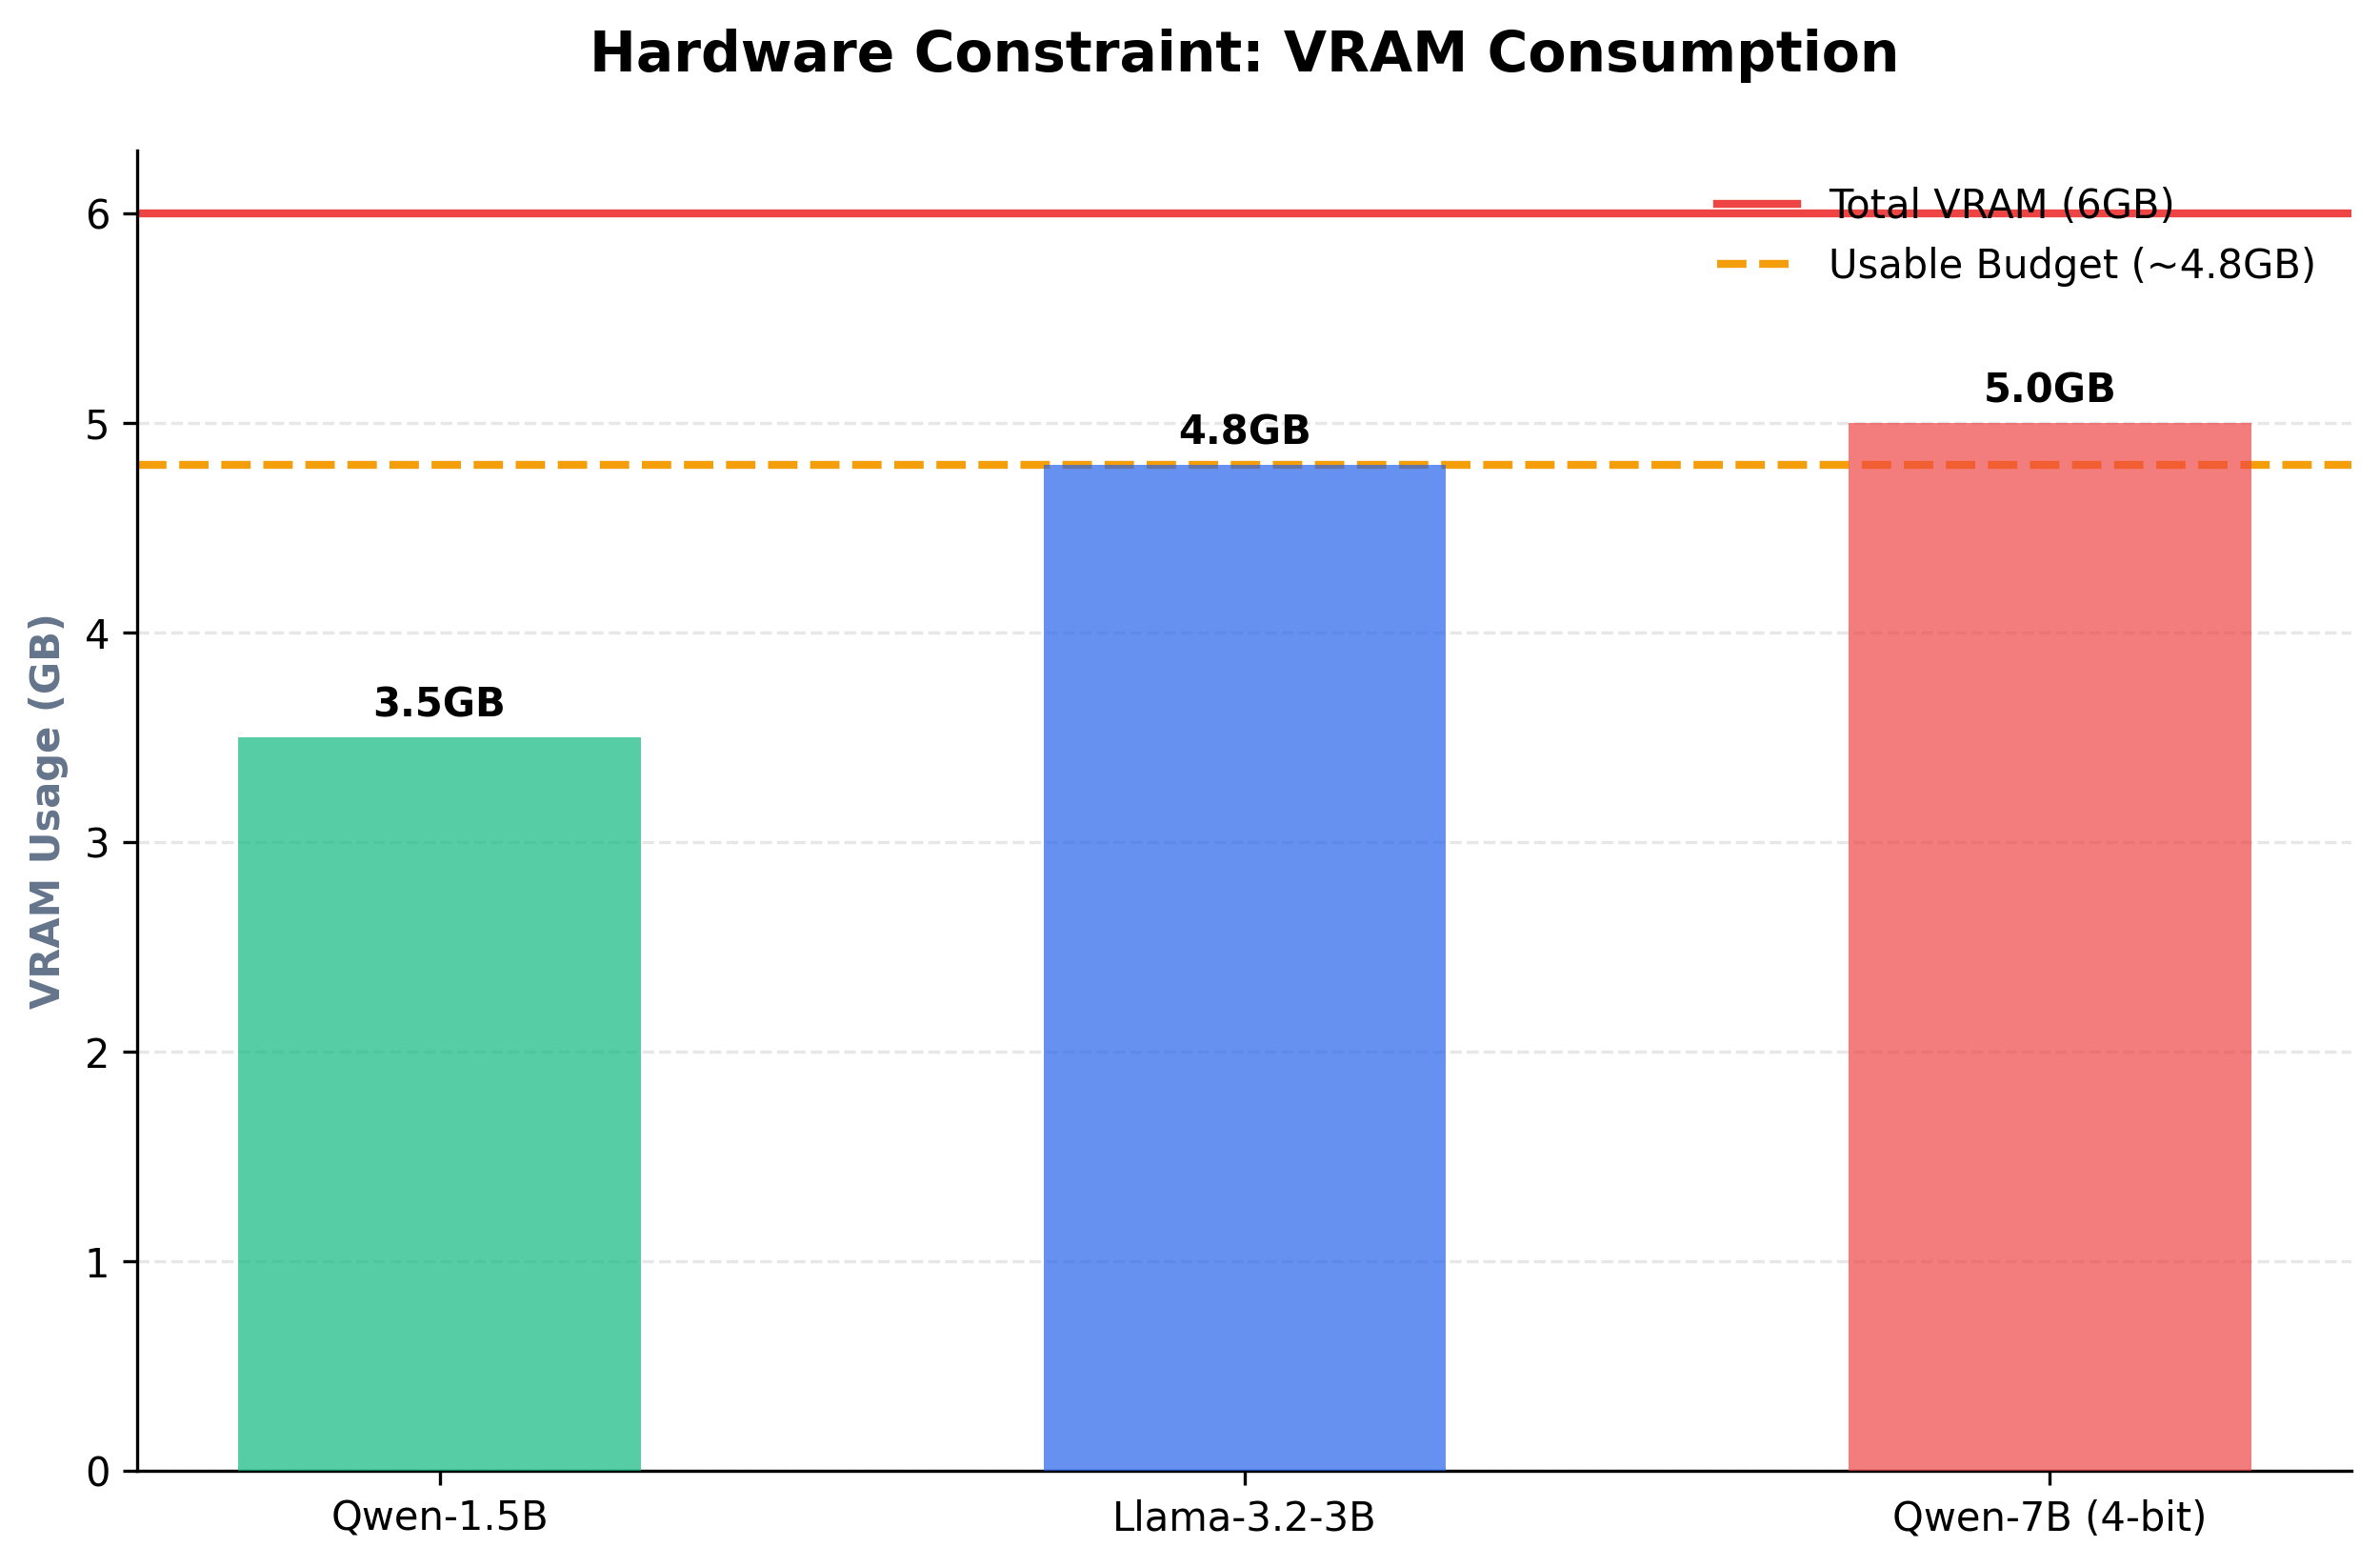 Hardware Constraint: VRAM Consumption
Total VRAM (6GB)
Usable Budget (~4.8GB)
VRAM Usage (GB)
6
5
4
3
2
1
0
3.5GB
4.8GB
5.0GB
Qwen-1.5B
Llama-3.2-3B
Qwen-7B (4-bit)